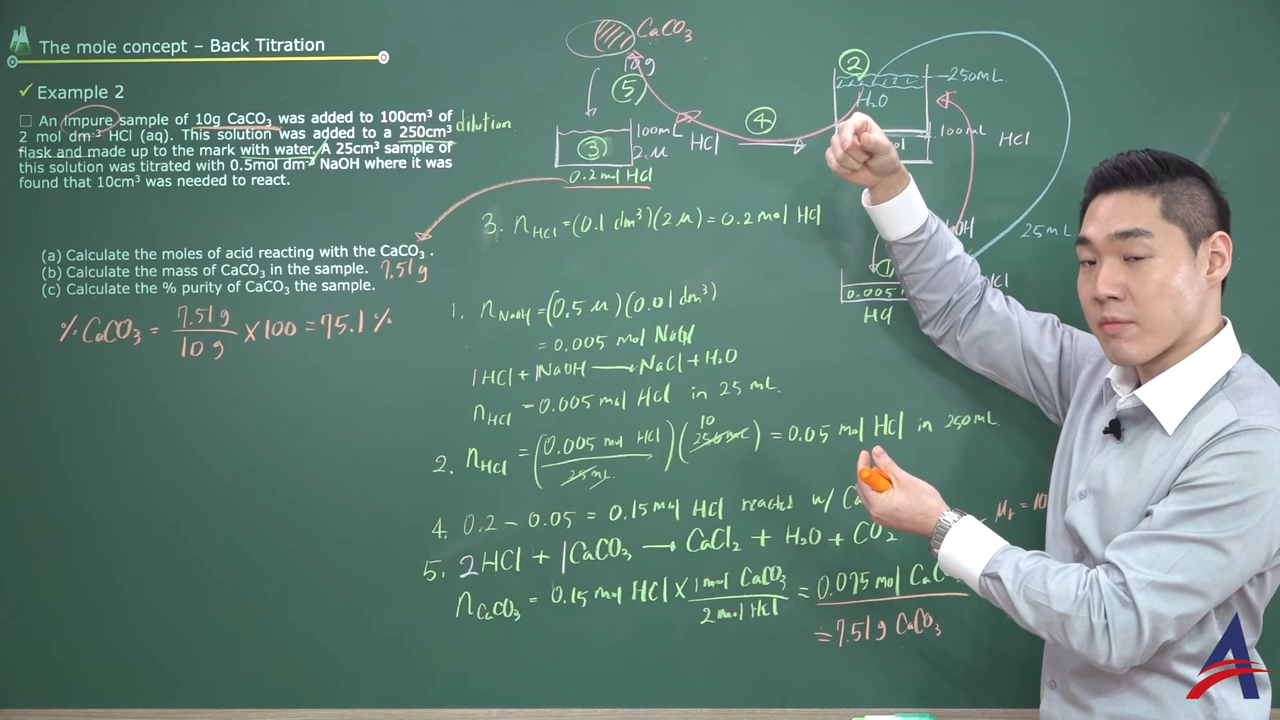 The mole concept – Back Titration
Example 2
An impure sample of 10g CaCO₃ was added to 100cm³ of
2 mol dm⁻³ HCl (aq). This solution was added to a 250cm³
flask and made up to the mark with water. A 25cm³ sample of
this solution was titrated with 0.5mol dm⁻³ NaOH where it was
found that 10cm³ was needed to react.
dilution
(a) Calculate the moles of acid reacting with the CaCO₃ .
(b) Calculate the mass of CaCO₃ in the sample. 7.51 g
(c) Calculate the % purity of CaCO₃ the sample.
% CaCO₃ = 7.51 g / 10 g × 100 = 75.1 %
CaCO₃
10g
⑤
③
100mL
2 M
0.2 mol HCl
HCl
④
②
250mL
H₂O
100mL
HCl
25mL
①
0.005
HCl
3. nHCl = (0.1 dm³)(2 M) = 0.2 mol HCl
1. nNaOH = (0.5 M)(0.01 dm³)
= 0.005 mol NaOH
1HCl + 1NaOH → NaCl + H₂O
nHCl = 0.005 mol HCl in 25 mL.
2. nHCl = (0.005 mol HCl / 25mL)(250mL) 10 = 0.05 mol HCl in 250mL
4. 0.2 – 0.05 = 0.15 mol HCl reacted w/ Ca
5. 2HCl + 1CaCO₃ → CaCl₂ + H₂O + CO₂
Mr = 10
nCaCO₃ = 0.15 mol HCl × 1 mol CaCO₃ / 2 mol HCl = 0.075 mol CaC
= 7.51 g CaCO₃